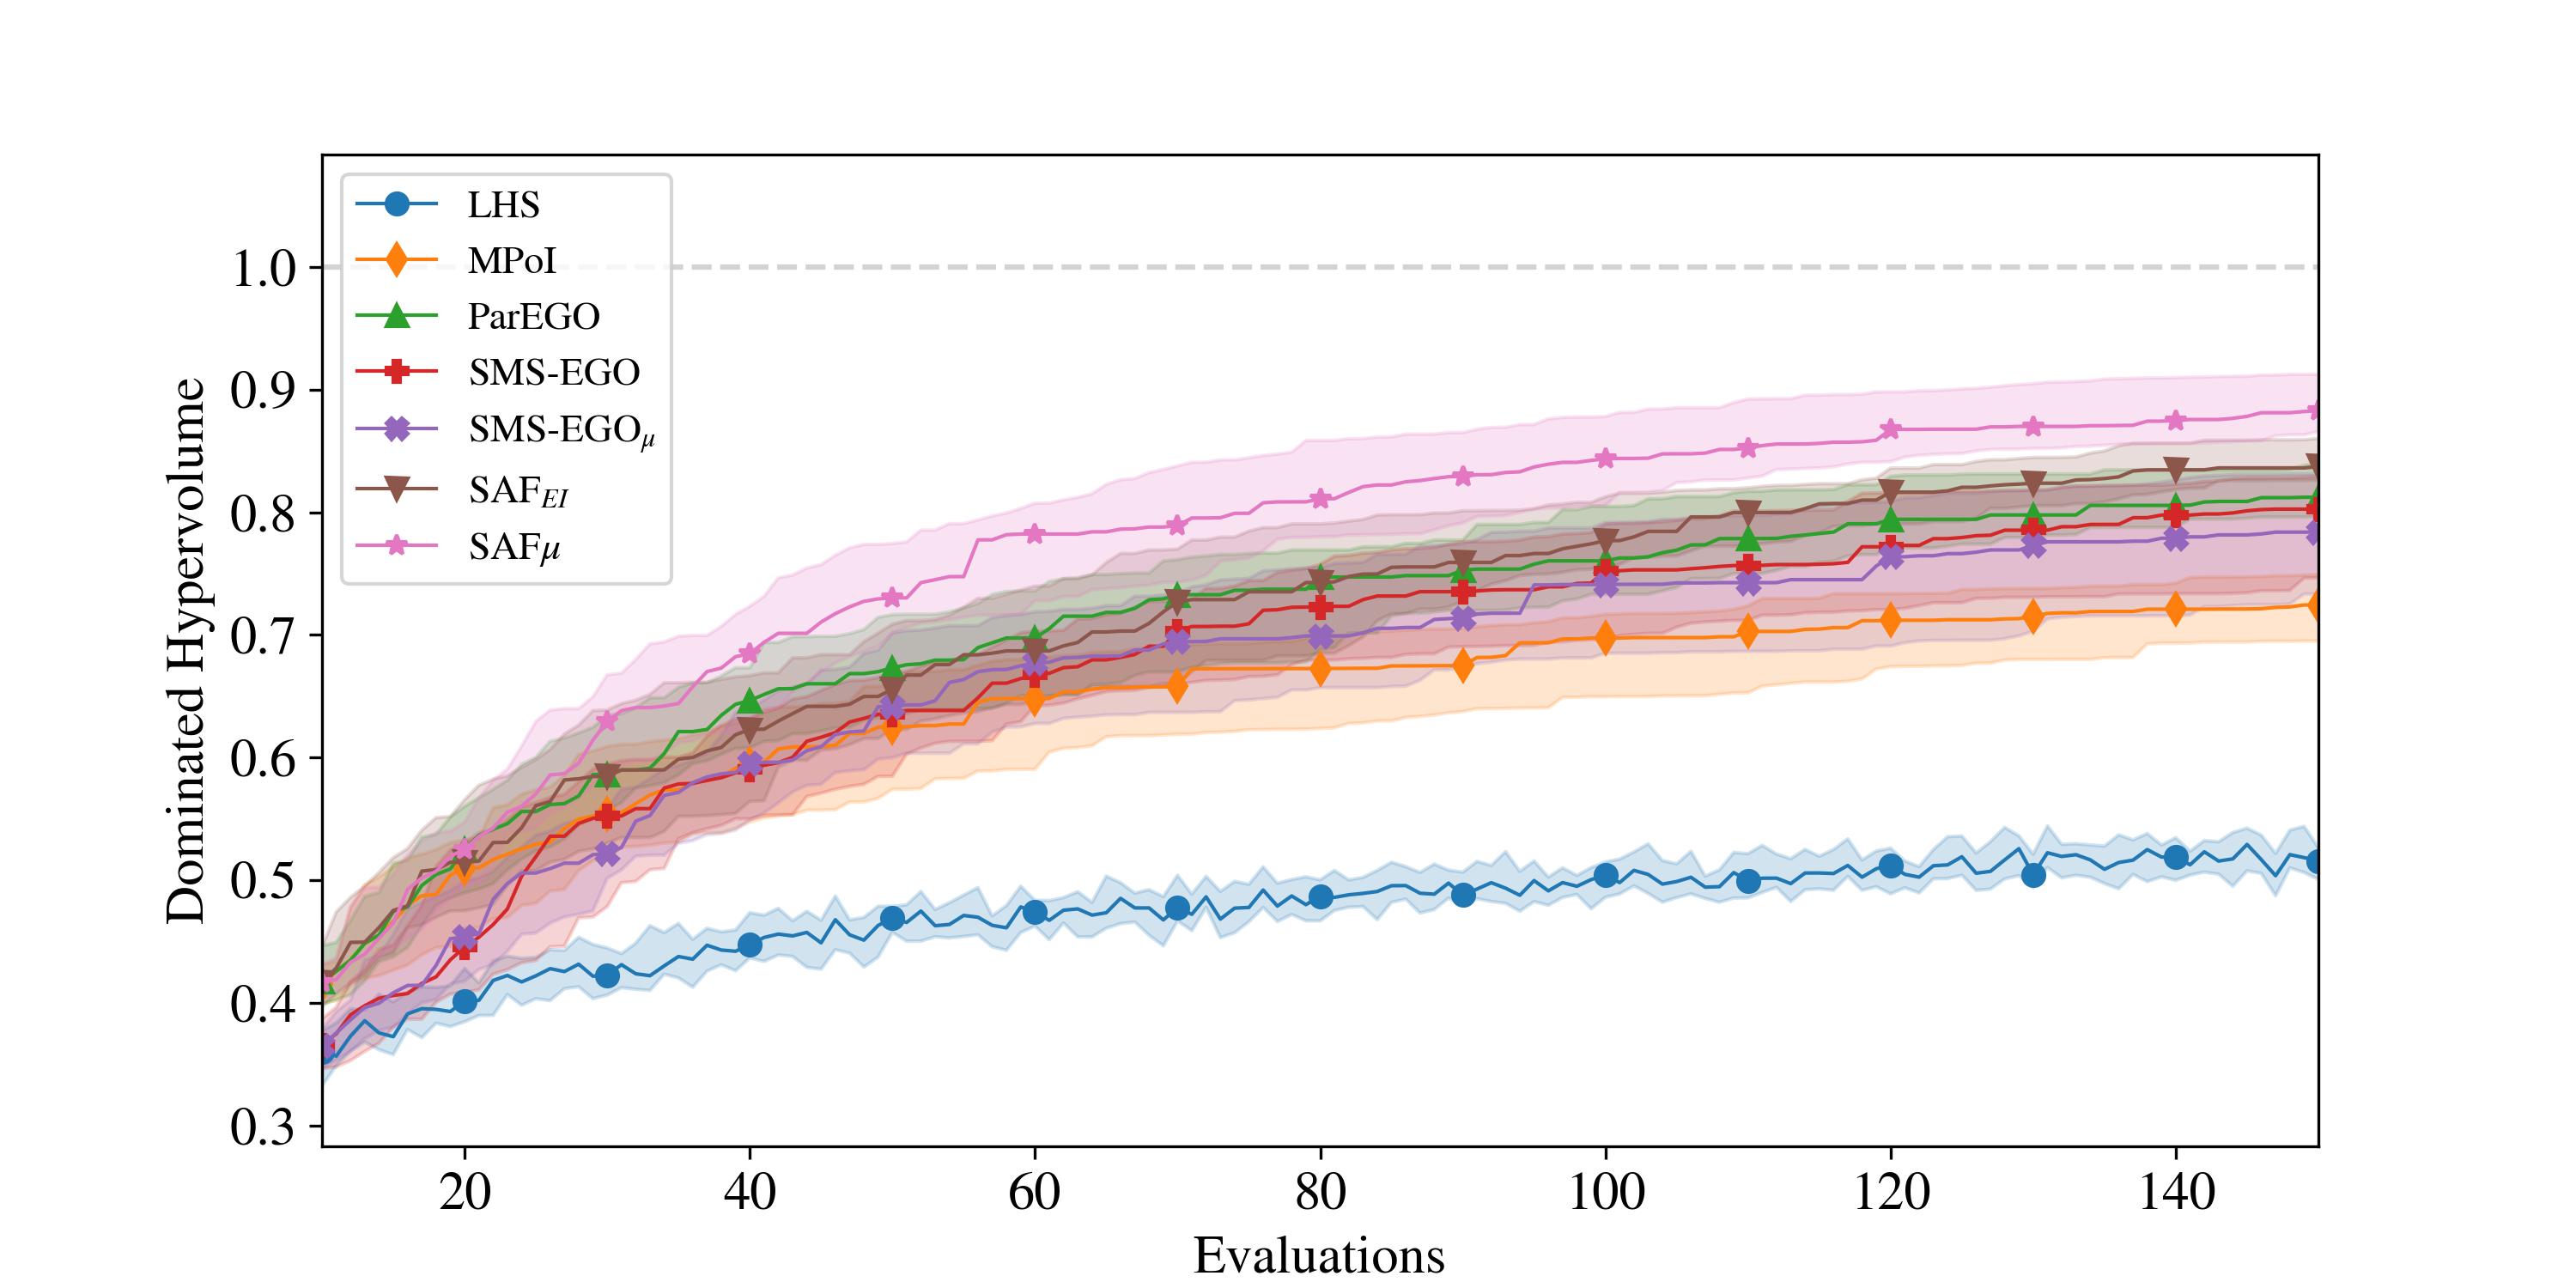 LHS
MPoI
ParEGO
SMS-EGO
SMS-EGOμ
SAFEI
SAFμ
1.0
0.9
0.8
0.7
0.6
0.5
0.4
0.3
Dominated Hypervolume
20 40 60 80 100 120 140
Evaluations